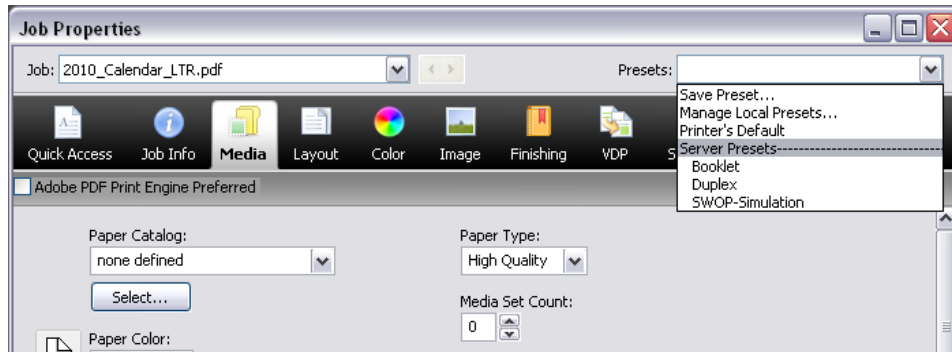 Job Properties
Job: 2010_Calendar_LTR.pdf
Presets:
Save Preset...
Manage Local Presets...
Printer's Default
Server Presets-----------------------------
Booklet
Duplex
SWOP-Simulation
Quick Access Job Info Media Layout Color Image Finishing VDP S
Adobe PDF Print Engine Preferred
Paper Catalog:
none defined
Select...
Paper Color:
Paper Type:
High Quality
Media Set Count:
0